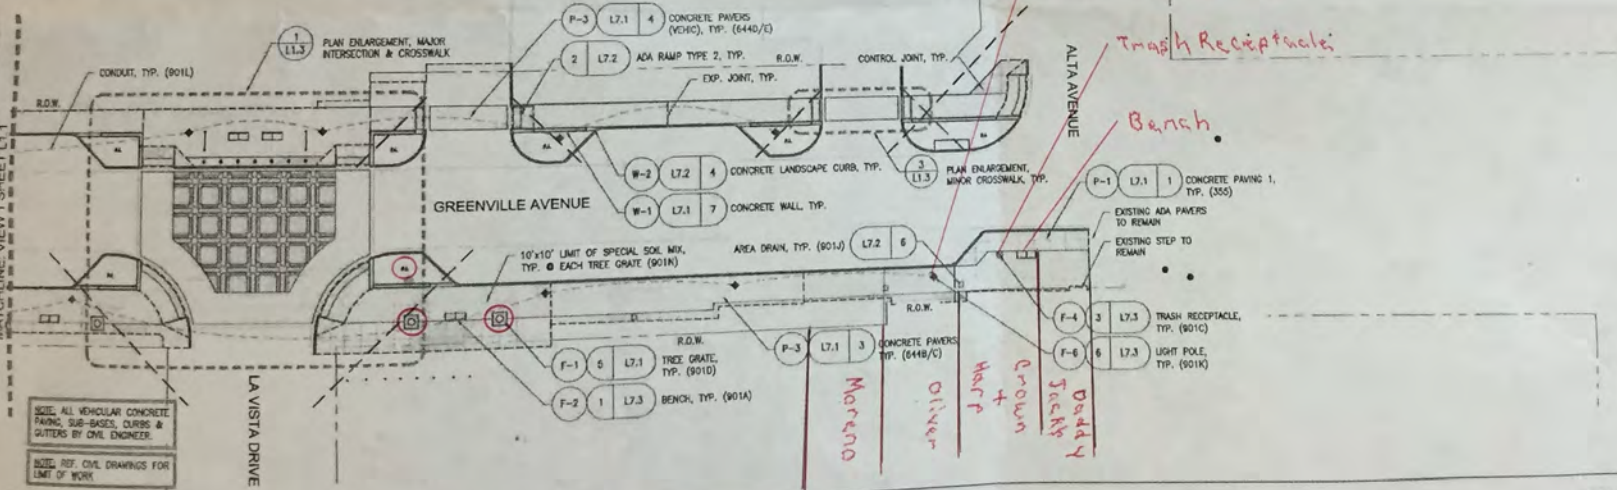 P-3 L7.1 4 CONCRETE PAVERS
(VEHIC), TYP. (644D/E)
1
L1.3
PLAN ENLARGEMENT, MAJOR
INTERSECTION & CROSSWALK
2 L7.2 ADA RAMP TYPE 2, TYP.
R.O.W.
CONTROL JOINT, TYP.
CONDUIT, TYP. (901L)
EXP. JOINT, TYP.
R.O.W.
ALTA AVENUE
Trash Receptacle
Bench
W-2 L7.2 4 CONCRETE LANDSCAPE CURB, TYP.
3
L1.3
PLAN ENLARGEMENT,
MINOR CROSSWALK, TYP.
P-1 L7.1 1 CONCRETE PAVING 1,
TYP. (355)
GREENVILLE AVENUE
W-1 L7.1 7 CONCRETE WALL, TYP.
EXISTING ADA PAVERS
TO REMAIN
AREA DRAIN, TYP. (901J) L7.2 6
EXISTING STEP TO
REMAIN
10'x10' LIMIT OF SPECIAL SOIL MIX,
TYP. @ EACH TREE GRATE (901N)
R.O.W.
F-4 3 L7.3 TRASH RECEPTACLE,
TYP. (901C)
R.O.W.
P-3 L7.1 3 CONCRETE PAVERS
TYP. (644B/C)
F-6 6 L7.3 LIGHT POLE,
TYP. (901K)
F-1 5 L7.1 TREE GRATE,
TYP. (901D)
F-2 1 L7.3 BENCH, TYP. (901A)
LA VISTA DRIVE
Moreno
Oliver
Crown
+
Harp
Daddy
Jacks
NOTE: ALL VEHICULAR CONCRETE
PAVING, SUB-BASES, CURBS &
GUTTERS BY CIVIL ENGINEER.
NOTE: REF. CIVIL DRAWINGS FOR
LIMIT OF WORK